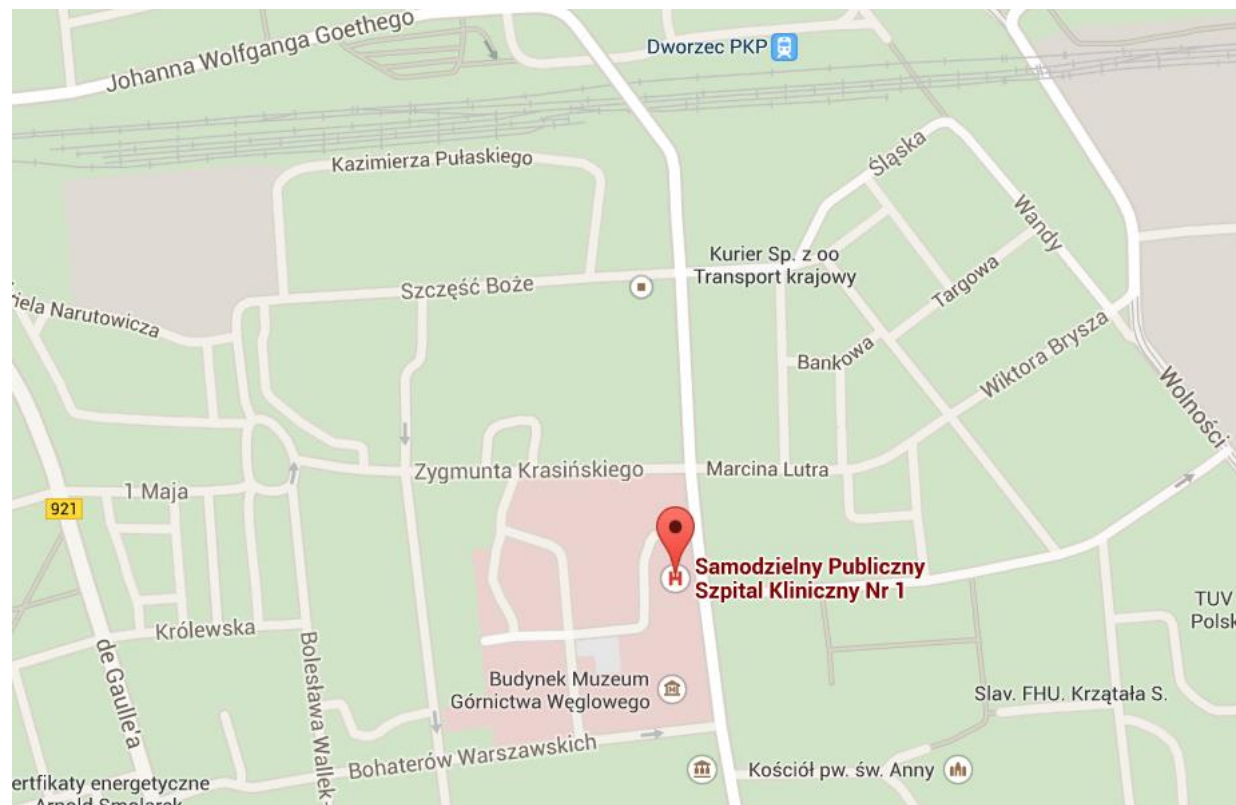 Johanna Wolfganga Goethego
Dworzec PKP
Kazimierza Pułaskiego
Śląska
Wandy
Kurier Sp. z oo
Transport krajowy
Szczęść Boże
Targowa
Narutowicza
Bankowa
Wiktora Brysza
Wolności
Zygmunta Krasińskiego
Marcina Lutra
1 Maja
921
H
Samodzielny Publiczny
Szpital Kliniczny Nr 1
TUV
Polsk
Królewska
de Gaulle'a
Bolesława Wallek-
Budynek Muzeum
Górnictwa Węglowego
Slav. FHU. Krzątała S.
Bohaterów Warszawskich
Kościół pw. św. Anny
ertfikaty energetyczne
Arnold Smolarek